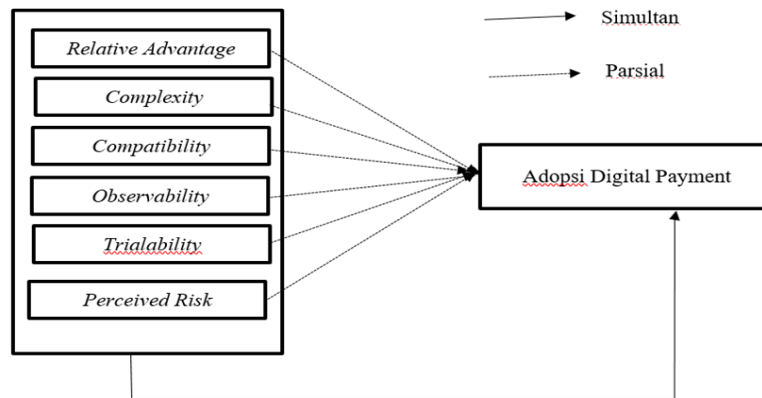 Relative Advantage
Complexity
Compatibility
Observability
Trialability
Perceived Risk
Simultan
Parsial
Adopsi Digital Payment